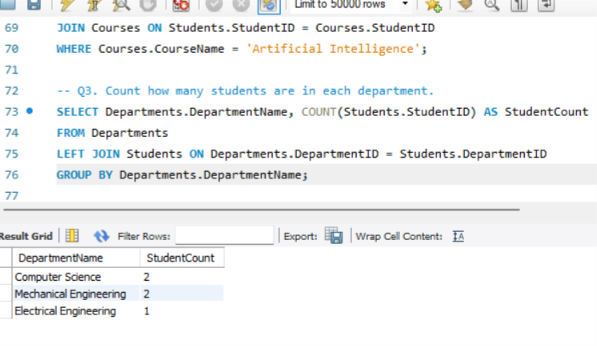 Limit to 50000 rows
69 JOIN Courses ON Students.StudentID = Courses.StudentID
70 WHERE Courses.CourseName = 'Artificial Intelligence';
71
72 -- Q3. Count how many students are in each department.
73 SELECT Departments.DepartmentName, COUNT(Students.StudentID) AS StudentCount
74 FROM Departments
75 LEFT JOIN Students ON Departments.DepartmentID = Students.DepartmentID
76 GROUP BY Departments.DepartmentName;
77
Result Grid Filter Rows: Export: Wrap Cell Content:
DepartmentName StudentCount
Computer Science 2
Mechanical Engineering 2
Electrical Engineering 1